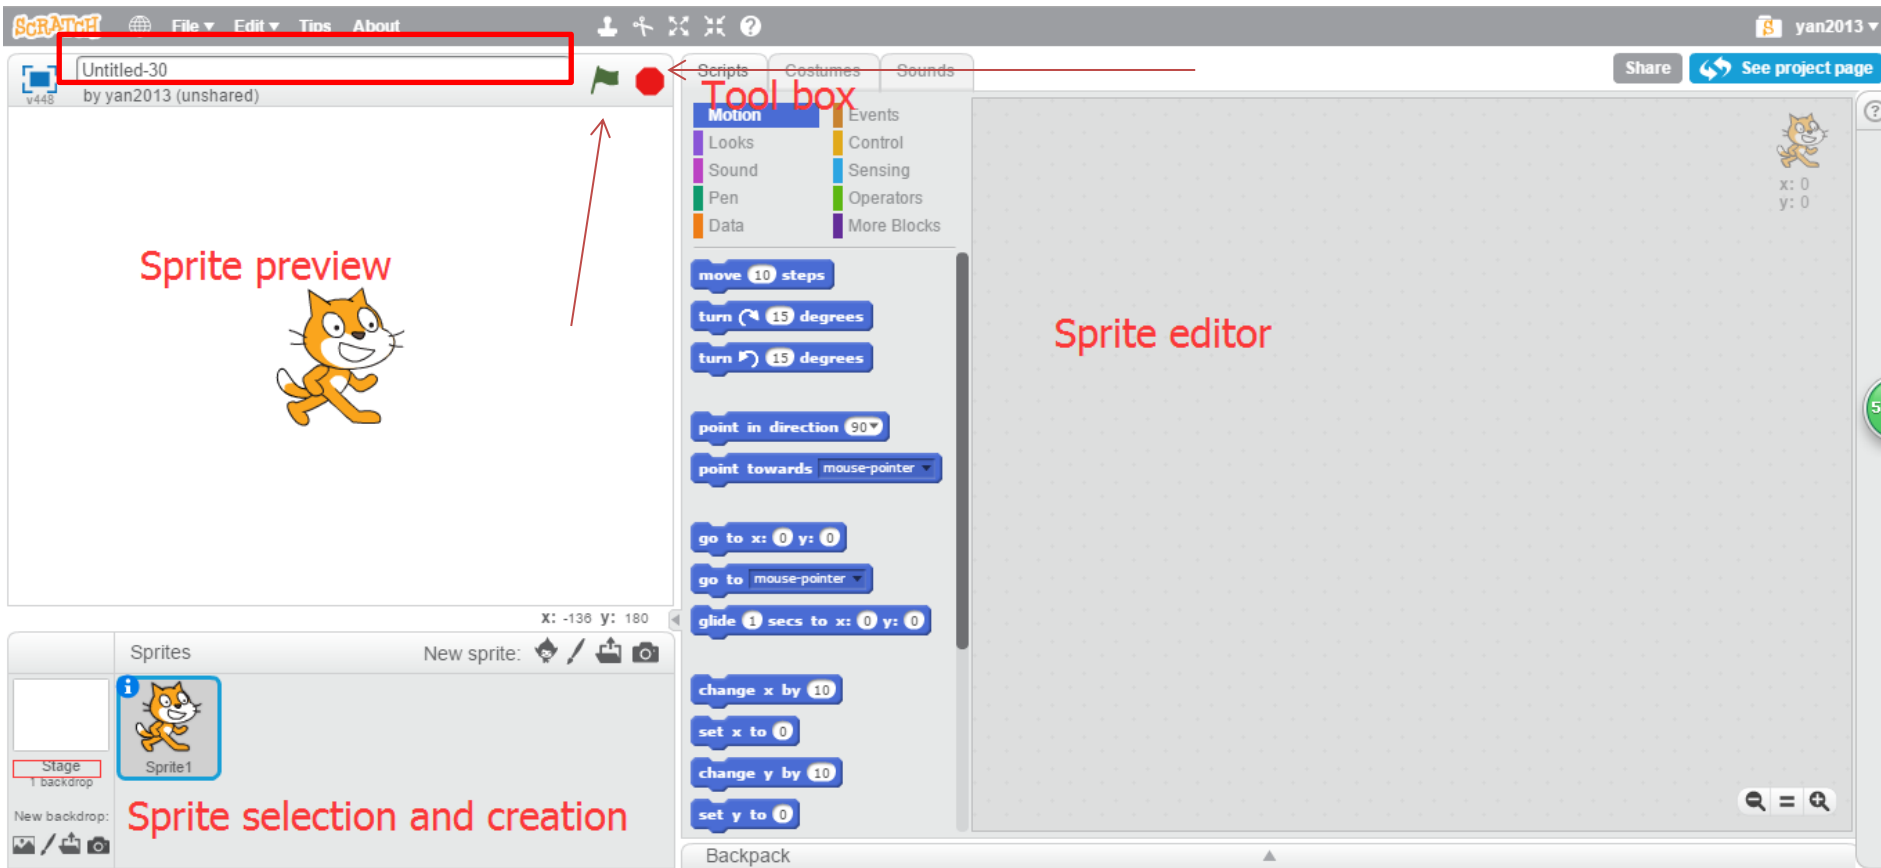 SCRATCH File Edit Tips About yan2013
Untitled-30
v448 by yan2013 (unshared)
Scripts Costumes Sounds
Share See project page
Tool box
Motion Events
Looks Control
Sound Sensing
Pen Operators
Data More Blocks
x: 0
y: 0
Sprite preview
move 10 steps
turn 15 degrees
turn 15 degrees
point in direction 90
point towards mouse-pointer
go to x: 0 y: 0
go to mouse-pointer
glide 1 secs to x: 0 y: 0
change x by 10
set x to 0
change y by 10
set y to 0
Sprite editor
x: -136 y: 180
Sprites New sprite:
Stage
1 backdrop
Sprite1
New backdrop:
Sprite selection and creation
Backpack